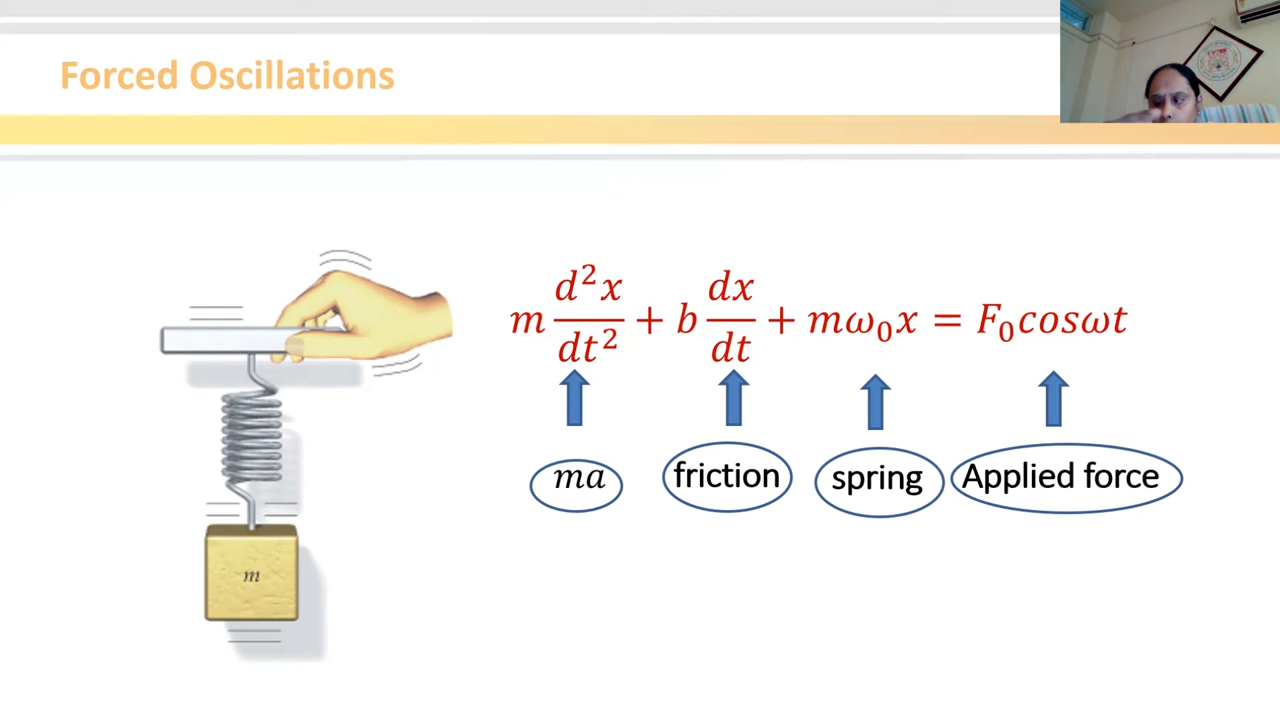 Forced Oscillations
m d²x/dt² + b dx/dt + mω₀x = F₀cosωt
ma friction spring Applied force
m